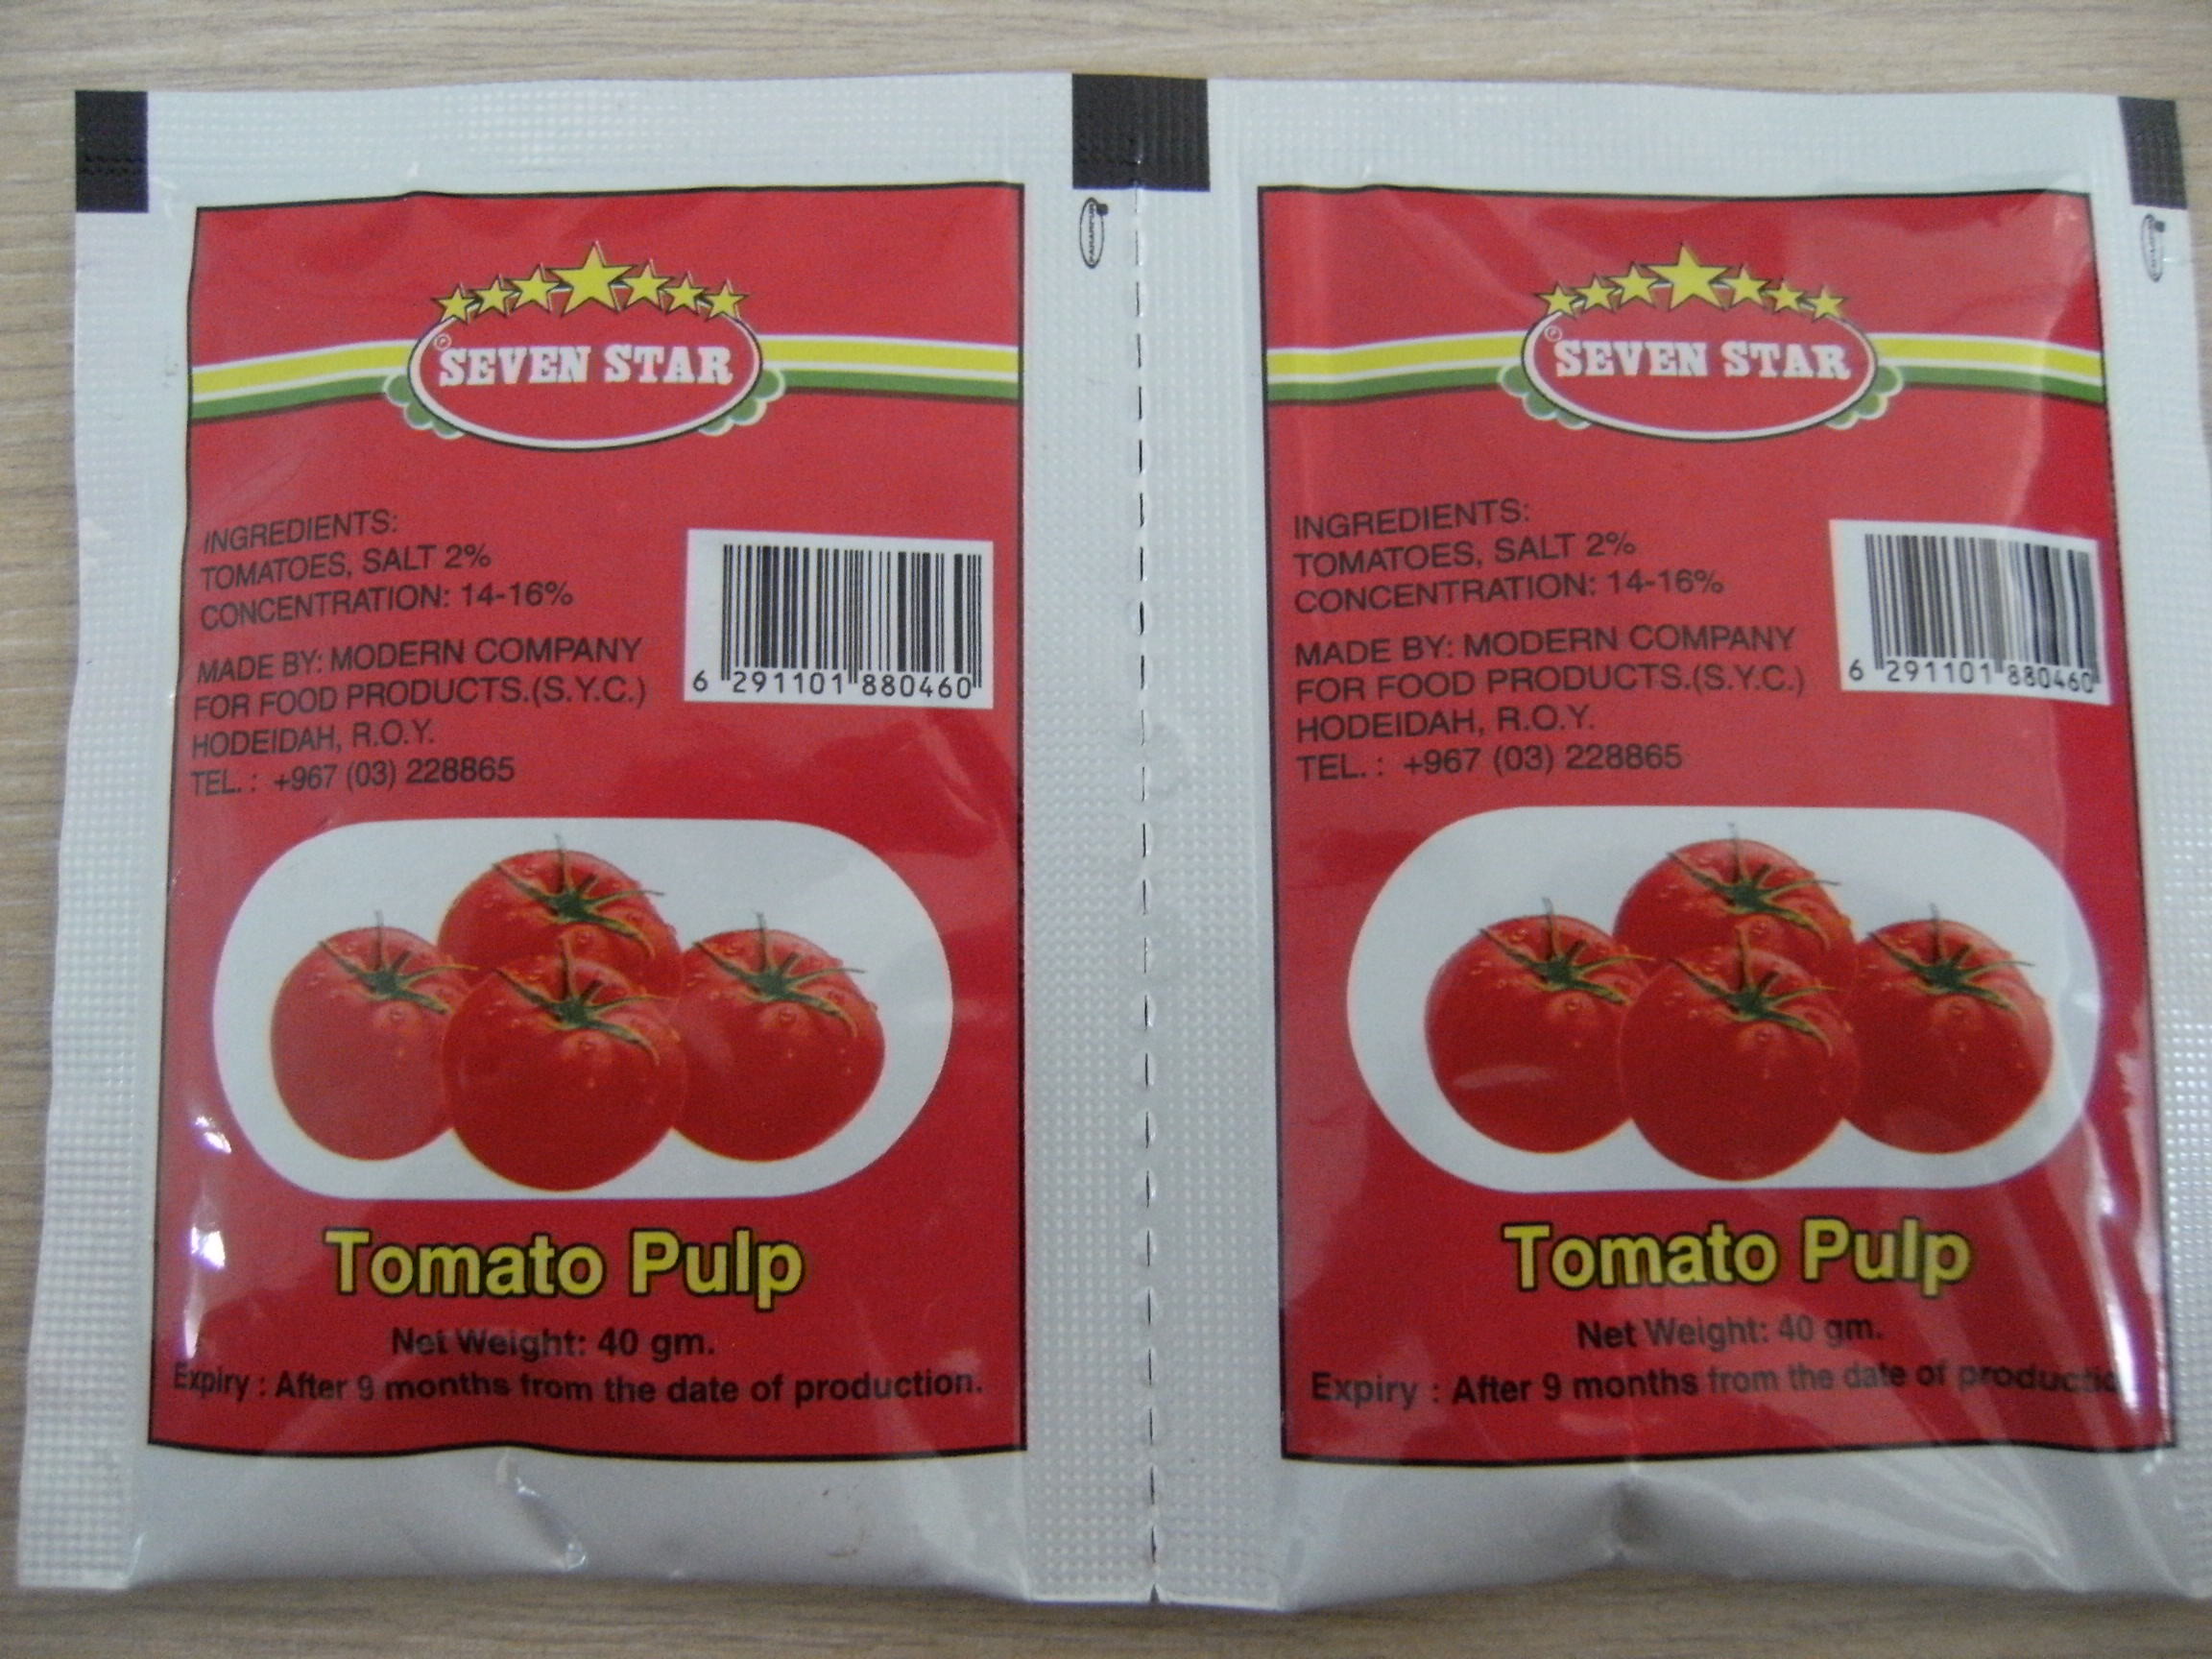 SEVEN STAR
INGREDIENTS:
TOMATOES, SALT 2%
CONCENTRATION: 14-16%
MADE BY: MODERN COMPANY
FOR FOOD PRODUCTS.(S.Y.C.)
HODEIDAH, R.O.Y.
TEL. : +967 (03) 228865
6 291101 880460
Tomato Pulp
Net Weight: 40 gm.
Expiry : After 9 months from the date of production.
SEVEN STAR
INGREDIENTS:
TOMATOES, SALT 2%
CONCENTRATION: 14-16%
MADE BY: MODERN COMPANY
FOR FOOD PRODUCTS.(S.Y.C.)
HODEIDAH, R.O.Y.
TEL. : +967 (03) 228865
6 291101 880460
Tomato Pulp
Net Weight: 40 gm.
Expiry : After 9 months from the date of productio